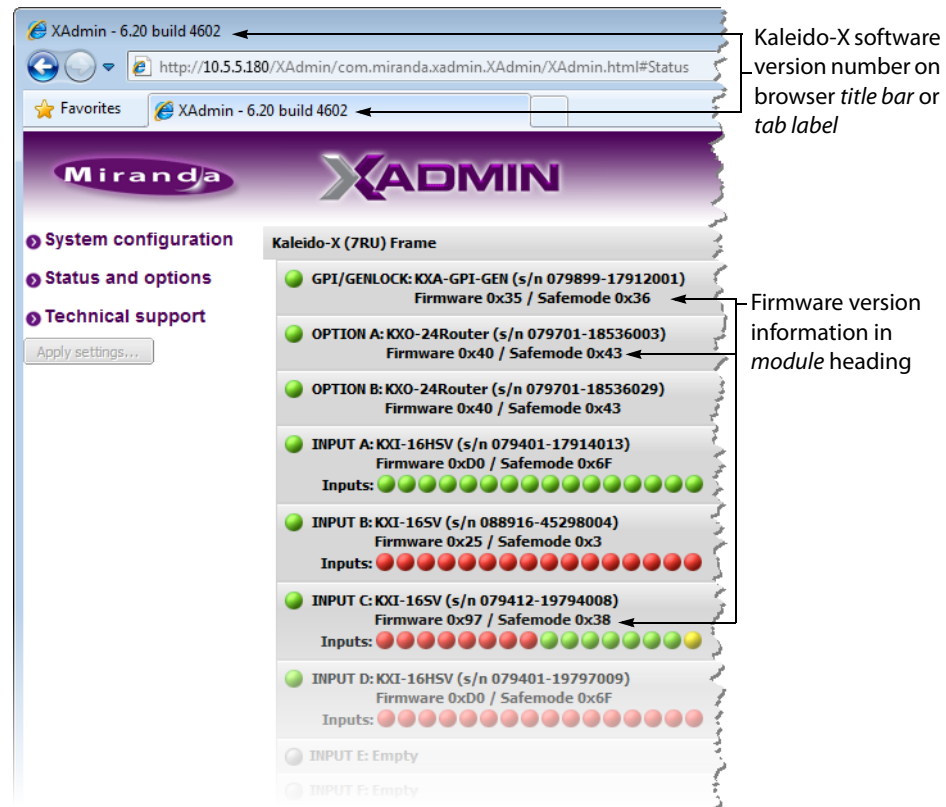 XAdmin - 6.20 build 4602
http://10.5.5.180/XAdmin/com.miranda.xadmin.XAdmin/XAdmin.html#Status
Favorites
XAdmin - 6.20 build 4602
Kaleido-X software
version number on
browser title bar or
tab label
Miranda
XADMIN
System configuration
Status and options
Technical support
Apply settings...
Kaleido-X (7RU) Frame
GPI/GENLOCK: KXA-GPI-GEN (s/n 079899-17912001)
Firmware 0x35 / Safemode 0x36
OPTION A: KXO-24Router (s/n 079701-18536003)
Firmware 0x40 / Safemode 0x43
OPTION B: KXO-24Router (s/n 079701-18536029)
Firmware 0x40 / Safemode 0x43
INPUT A: KXI-16HSV (s/n 079401-17914013)
Firmware 0xD0 / Safemode 0x6F
Inputs:
INPUT B: KXI-16SV (s/n 088916-45298004)
Firmware 0x25 / Safemode 0x3
Inputs:
INPUT C: KXI-16SV (s/n 079412-19794008)
Firmware 0x97 / Safemode 0x38
Inputs:
INPUT D: KXI-16HSV (s/n 079401-19797009)
Firmware 0xD0 / Safemode 0x6F
Inputs:
INPUT E: Empty
INPUT F: Empty
Firmware version
information in
module heading